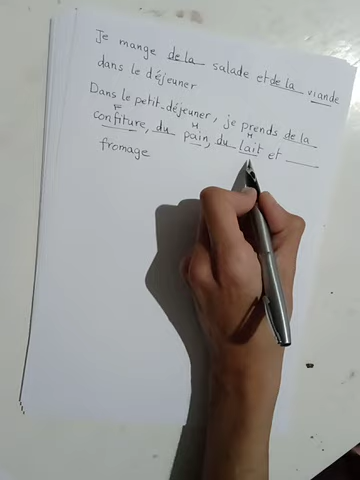 Je mange de la salade et de la viande
dans le déjeuner
Dans le petit-déjeuner, je prends de la
F M M
confiture, du pain, du lait et ____
fromage